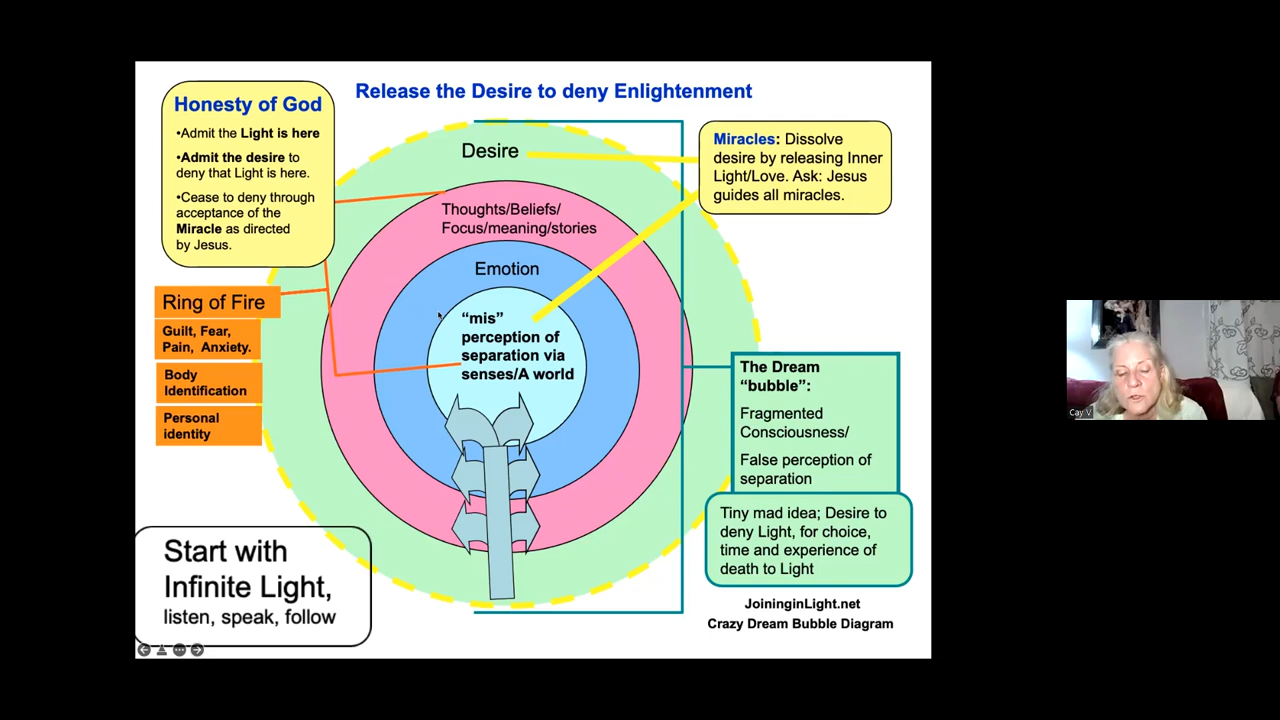 Release the Desire to deny Enlightenment
Honesty of God
•Admit the Light is here
•Admit the desire to
deny that Light is here.
•Cease to deny through
acceptance of the
Miracle as directed
by Jesus.
Desire
Miracles: Dissolve
desire by releasing Inner
Light/Love. Ask: Jesus
guides all miracles.
Thoughts/Beliefs/
Focus/meaning/stories
Emotion
“mis”
perception of
separation via
senses/A world
Ring of Fire
Guilt, Fear,
Pain, Anxiety.
Body
Identification
Personal
identity
The Dream
“bubble”:
Fragmented
Consciousness/
False perception of
separation
Tiny mad idea; Desire to
deny Light, for choice,
time and experience of
death to Light
Start with
Infinite Light,
listen, speak, follow
JoininginLight.net
Crazy Dream Bubble Diagram
Cay V.